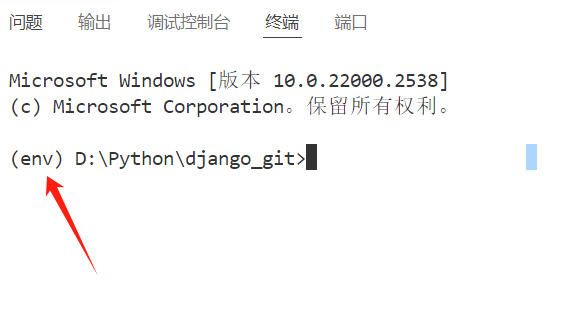 问题 输出 调试控制台 终端 端口
Microsoft Windows [版本 10.0.22000.2538]
(c) Microsoft Corporation。保留所有权利。
(env) D:\Python\django_git>